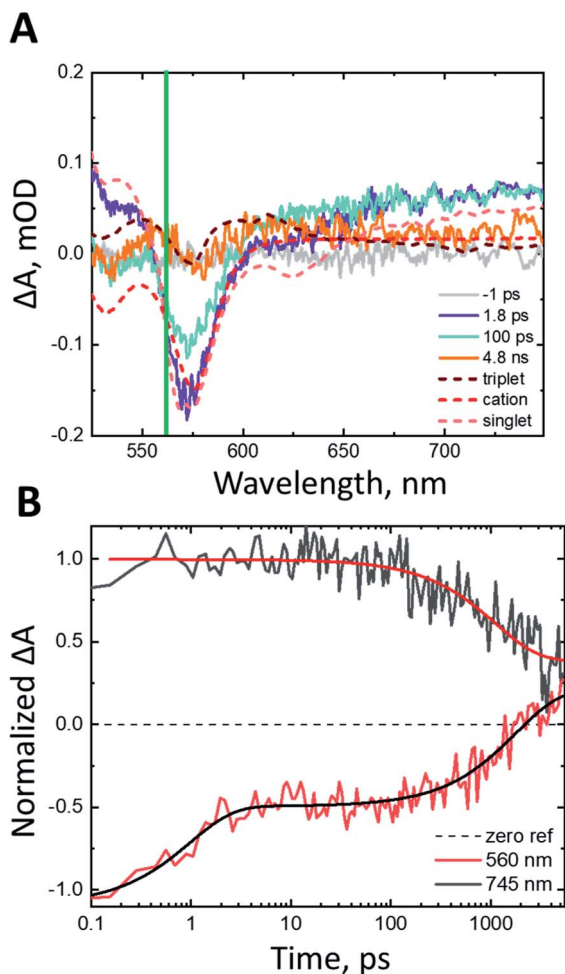 A
0.2
0.1
0.0
-0.1
-0.2
ΔA, mOD
-1 ps
1.8 ps
100 ps
4.8 ns
triplet
cation
singlet
550 600 650 700
Wavelength, nm
B
1.0
0.5
0.0
-0.5
-1.0
Normalized ΔA
zero ref
560 nm
745 nm
0.1 1 10 100 1000
Time, ps